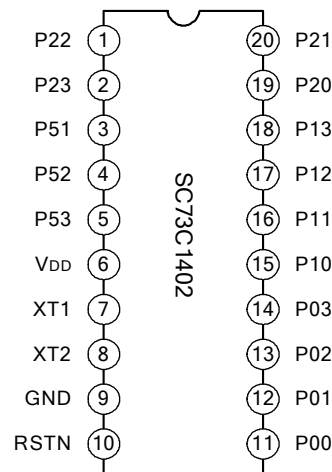 P22 1 20 P21
P23 2 19 P20
P51 3 18 P13
P52 4 17 P12
P53 5 16 P11
VDD 6 15 P10
XT1 7 14 P03
XT2 8 13 P02
GND 9 12 P01
RSTN 10 11 P00
SC73C1402